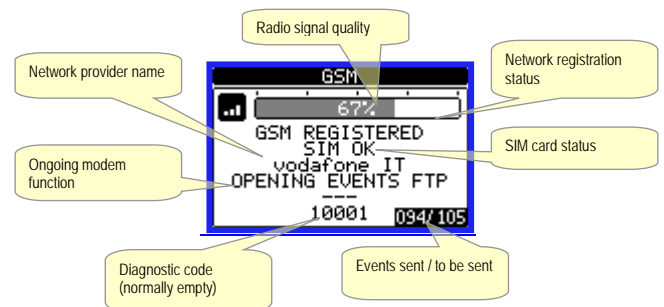 Radio signal quality
Network provider name
Network registration
status
GSM
67%
GSM REGISTERED
SIM OK
vodafone IT
OPENING EVENTS FTP
---
10001
094/105
SIM card status
Ongoing modem
function
Diagnostic code
(normally empty)
Events sent / to be sent